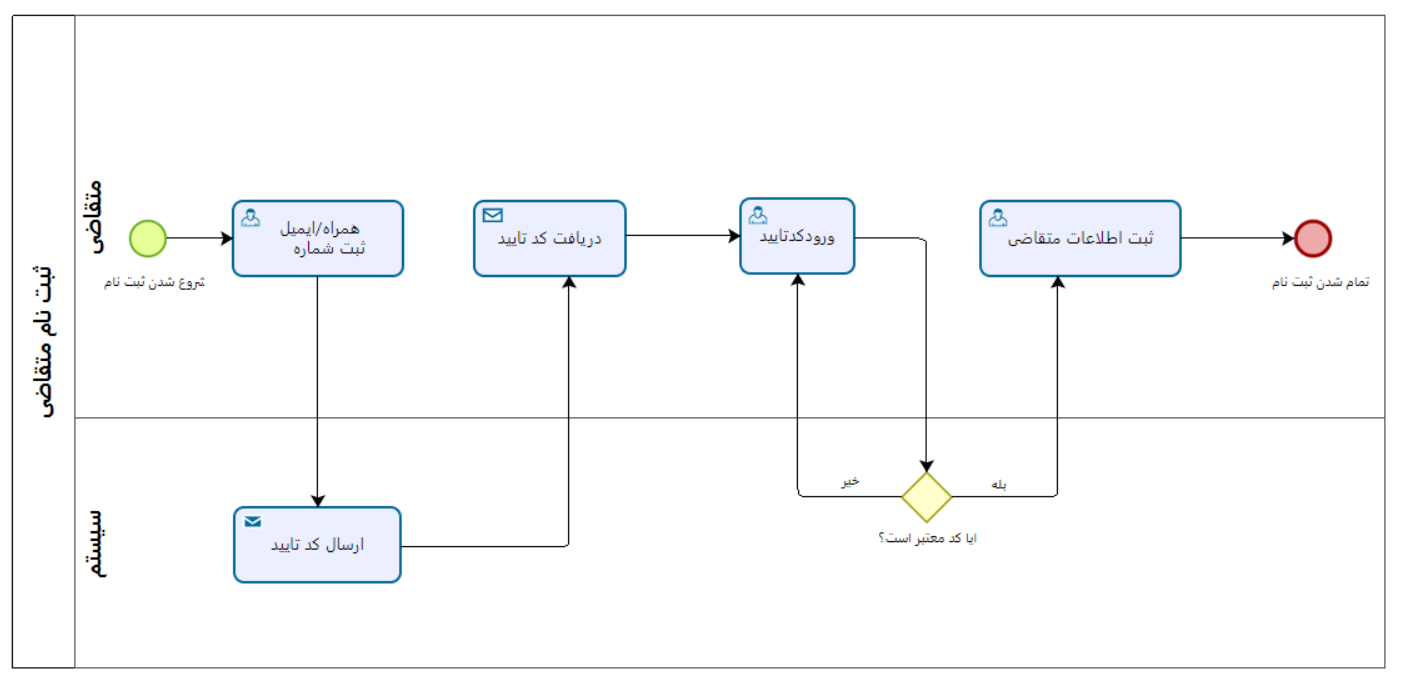 ثبت نام متقاضی
متقاضی
شروع شدن ثبت نام
همراه/ایمیل
ثبت شماره
دریافت کد تایید
ورودکدتایید
ثبت اطلاعات متقاضی
تمام شدن ثبت نام
سیستم
ارسال کد تایید
خیر
بله
ایا کد معتبر است؟